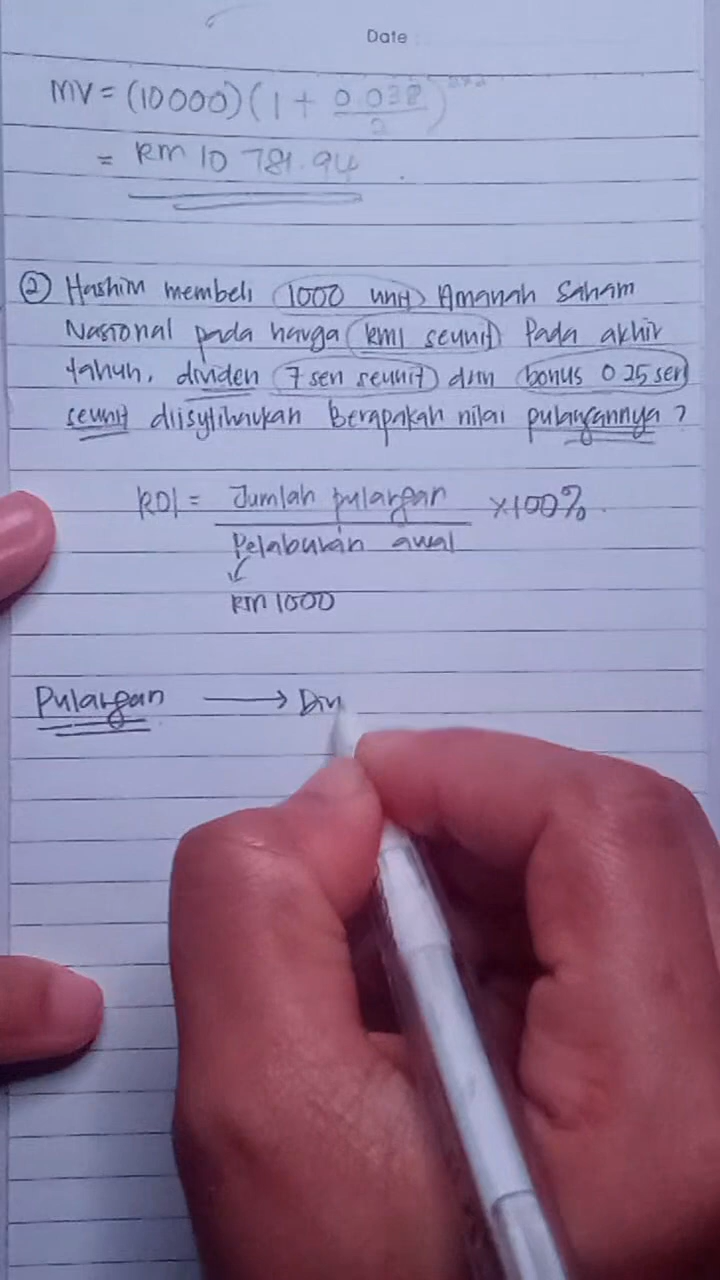 Date
MV = (10000)(1 + 0.038/2)
= RM 10 781.94
② Hashim membeli 1000 unit Amanah Saham
Nasional pada harga RM1 seunit Pada akhir
tahun, dividen 7 sen seunit dan bonus 0.25 sen
seunit diisytiharkan Berapakah nilai pulangannya?
ROI = Jumlah pulangan × 100%
Pelaburan awal
RM 1000
Pulangan → Div